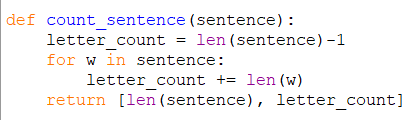 def count_sentence(sentence):
    letter_count = len(sentence)-1
    for w in sentence:
        letter_count += len(w)
    return [len(sentence), letter_count]